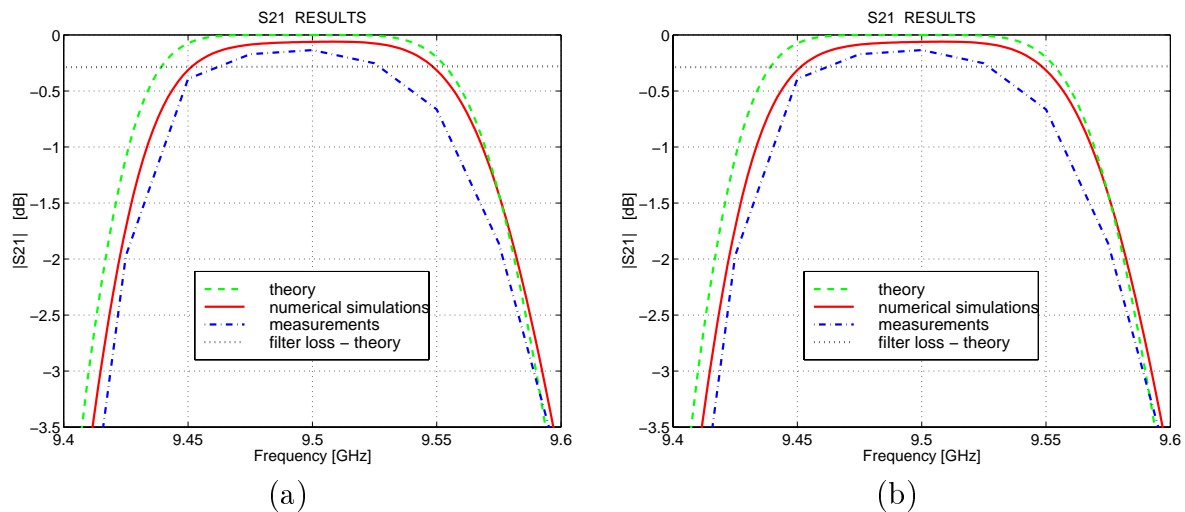 S21 RESULTS
0
−0.5
−1
−1.5
−2
−2.5
−3
−3.5
|S21| [dB]
theory
numerical simulations
measurements
filter loss − theory
9.4
9.45
9.5
9.55
9.6
Frequency [GHz]
(a)
S21 RESULTS
0
−0.5
−1
−1.5
−2
−2.5
−3
−3.5
|S21| [dB]
theory
numerical simulations
measurements
filter loss − theory
9.4
9.45
9.5
9.55
9.6
Frequency [GHz]
(b)